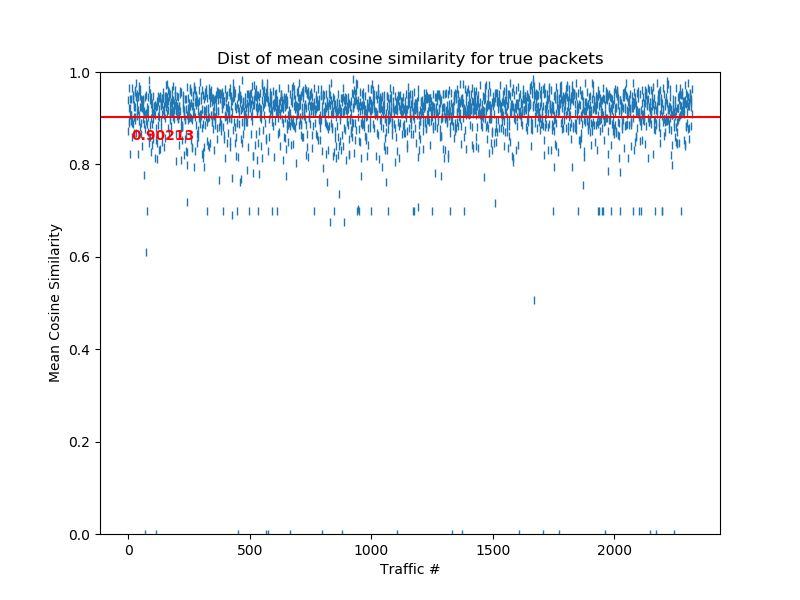 Dist of mean cosine similarity for true packets
1.0
0.90213
0.8
0.6
0.4
0.2
0.0
Mean Cosine Similarity
0 500 1000 1500 2000
Traffic #